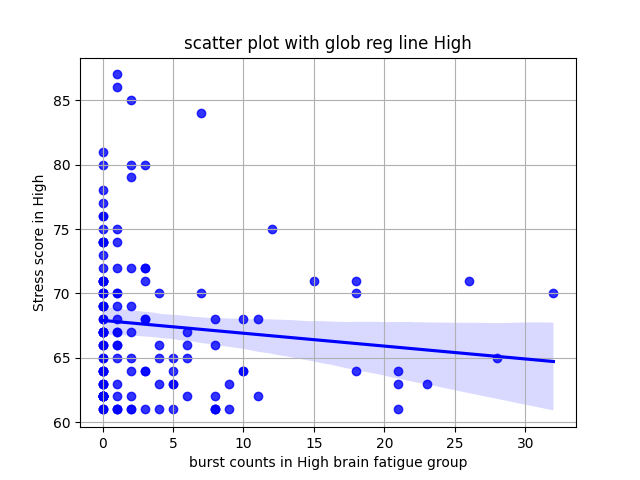 scatter plot with glob reg line High
85
80
75
70
65
60
Stress score in High
0 5 10 15 20 25 30
burst counts in High brain fatigue group